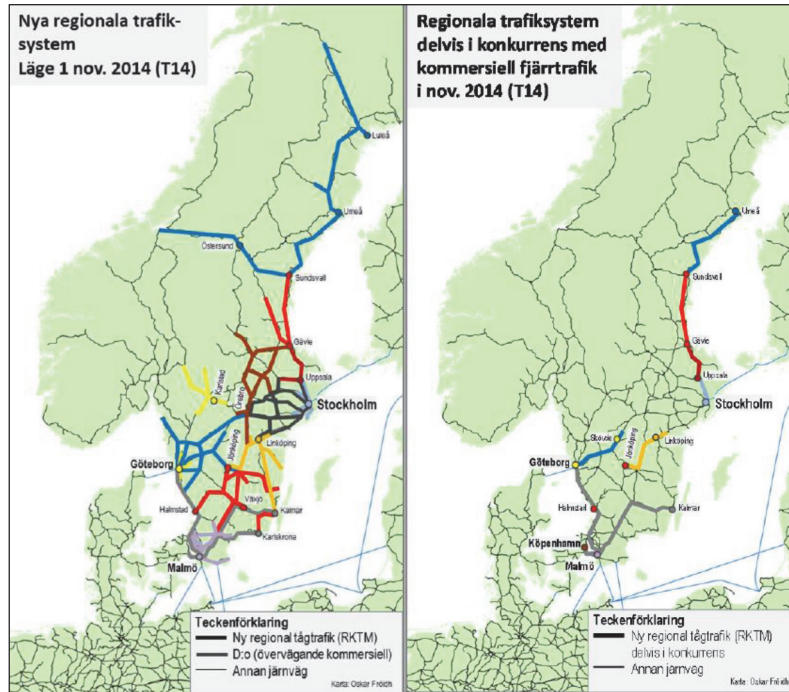 Nya regionala trafik-
system
Läge 1 nov. 2014 (T14)
Luleå
Umeå
Östersund
Sundsvall
Gävle
Karlstad
Uppsala
Örebro
Stockholm
Linköping
Jönköping
Göteborg
Växjö
Halmstad
Kalmar
Karlskrona
Malmö
Teckenförklaring
Ny regional tågtrafik (RKTM)
D:o (övervägande kommersiell)
Annan järnväg
Karta: Oskar Fröidh
Regionala trafiksystem
delvis i konkurrens med
kommersiell fjärrtrafik
i nov. 2014 (T14)
Umeå
Sundsvall
Gävle
Uppsala
Stockholm
Skövde
Jönköping
Linköping
Göteborg
Halmstad
Kalmar
Köpenhamn
Malmö
Teckenförklaring
Ny regional tågtrafik (RKTM)
delvis i konkurrens
Annan järnväg
Karta: Oskar Fröidh